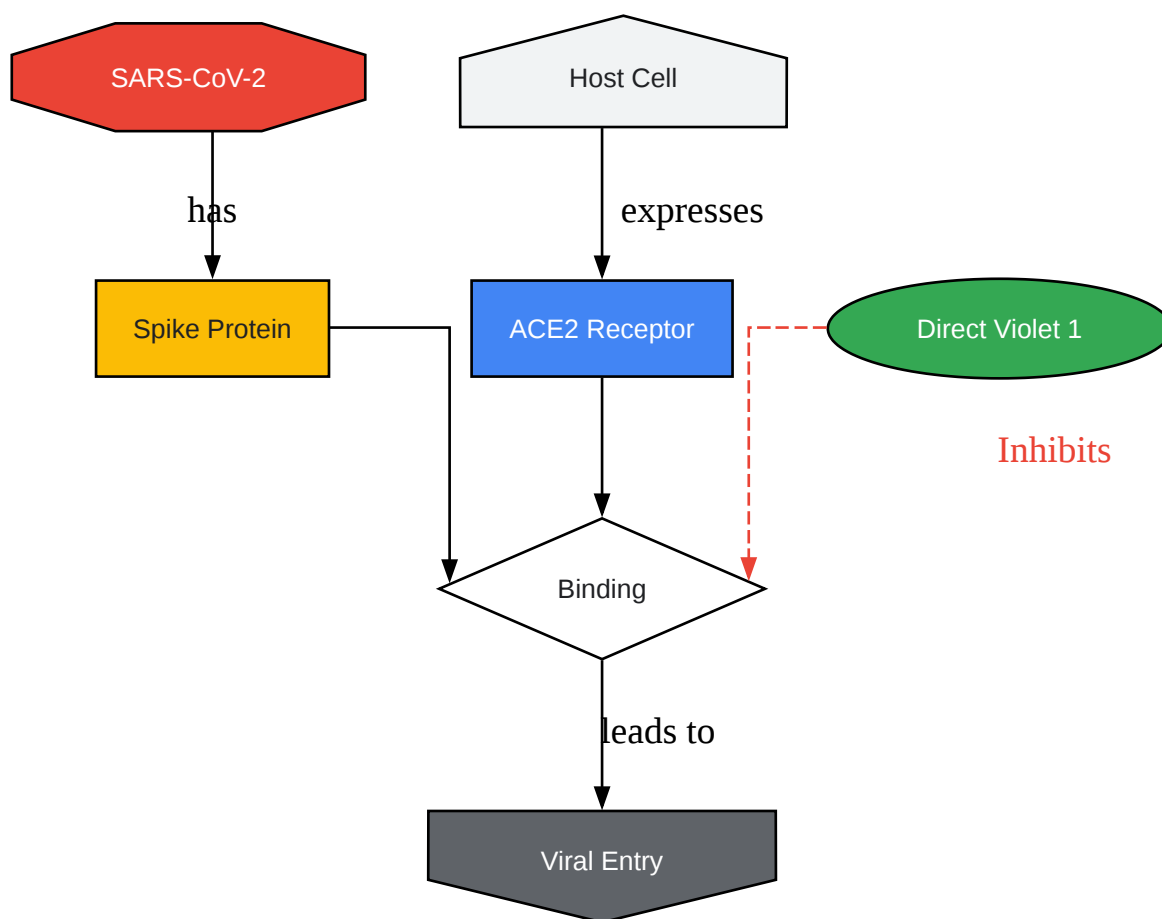 SARS-CoV-2
Host Cell
has
expresses
Spike Protein
ACE2 Receptor
Direct Violet 1
Inhibits
Binding
leads to
Viral Entry